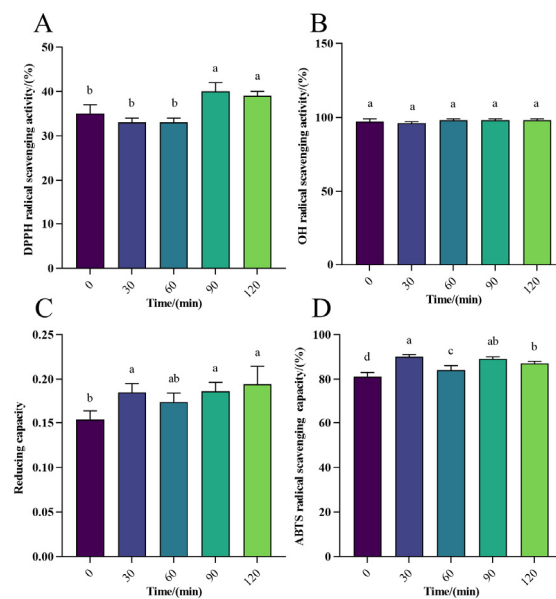 A
DPPH radical scavenging activity/(%)
50
40
30
20
10
0
b
b
b
a
a
0
30
60
90
120
Time/(min)
B
OH radical scavenging activity/(%)
150
100
50
0
a
a
a
a
a
0
30
60
90
120
Time/(min)
C
Reducing capacity
0.25
0.20
0.15
0.10
0.05
0.00
b
a
ab
a
a
0
30
60
90
120
Time/(min)
D
ABTS radical scavenging capacity/(%)
100
80
60
40
20
0
d
a
c
ab
b
0
30
60
90
120
Time/(min)